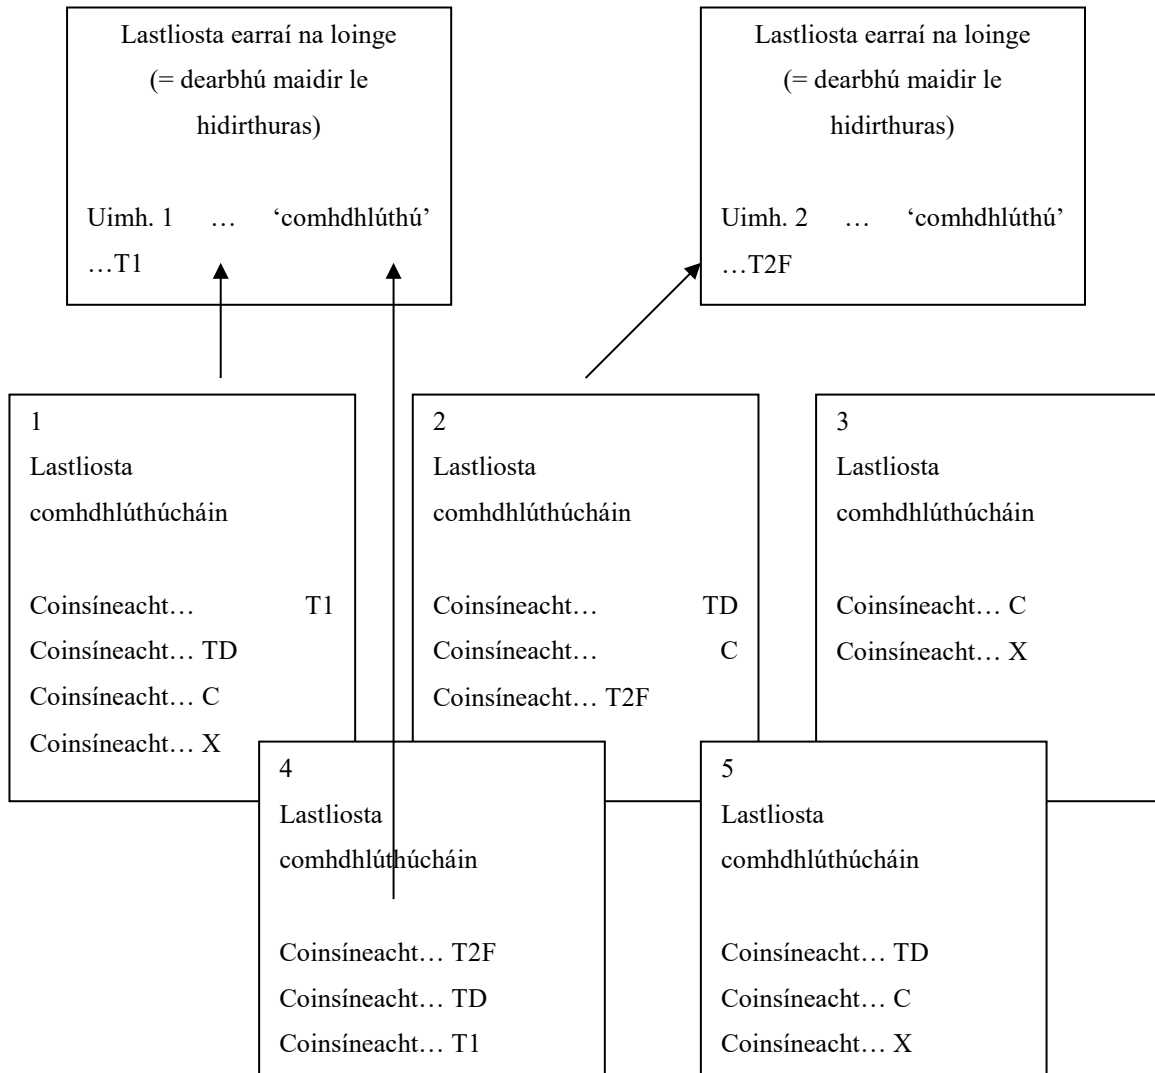 Lastliosta earraí na loinge
(= dearbhú maidir le
hidirthuras)
Uimh. 1 … ‘comhdhlúthú’
…T1
Lastliosta earraí na loinge
(= dearbhú maidir le
hidirthuras)
Uimh. 2 … ‘comhdhlúthú’
…T2F
1
Lastliosta
comhdhlúthúcháin
Coinsíneacht… T1
Coinsíneacht… TD
Coinsíneacht… C
Coinsíneacht… X
2
Lastliosta
comhdhlúthúcháin
Coinsíneacht… TD
Coinsíneacht… C
Coinsíneacht… T2F
3
Lastliosta
comhdhlúthúcháin
Coinsíneacht… C
Coinsíneacht… X
4
Lastliosta
comhdhlúthúcháin
Coinsíneacht… T2F
Coinsíneacht… TD
Coinsíneacht… T1
5
Lastliosta
comhdhlúthúcháin
Coinsíneacht… TD
Coinsíneacht… C
Coinsíneacht… X